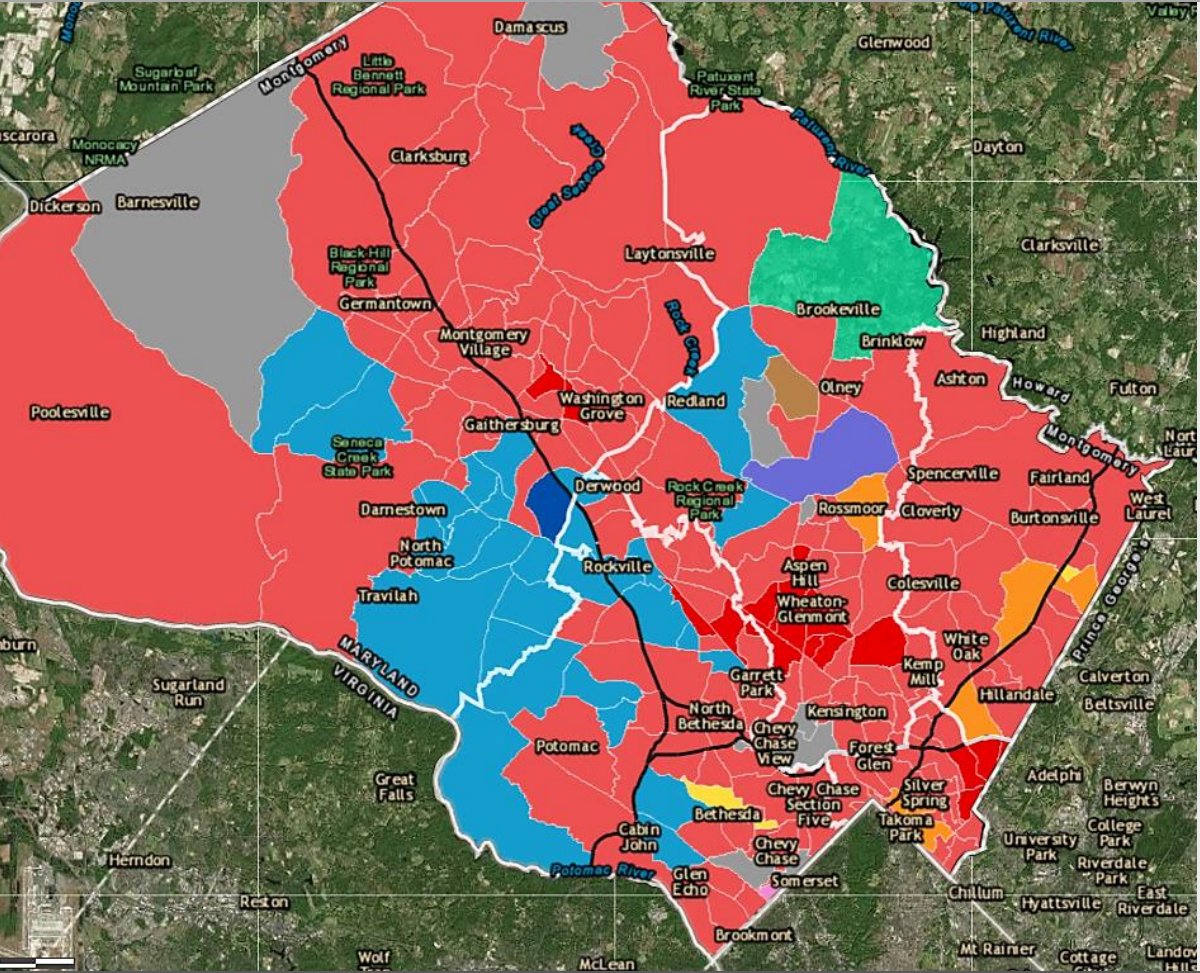 Damascus
Glenwood
Patuxent River
Sugarloaf
Mountain Park
Montgomery
Little
Bennett
Regional Park
Patuxent
River State
Park
Patuxent River
Monocacy
NRMA
Clarksburg
Great Seneca
Creek
Dayton
Dickerson
Barnesville
Black Hill
Regional
Park
Laytonsville
Clarksville
Germantown
Rock Creek
Brookeville
Montgomery
Village
Brinklow
Highland
Poolesville
Washington
Grove
Redland
Olney
Ashton
Howard
Fulton
Gaithersburg
Montgomery
Seneca
Creek
State Park
Derwood
Rock Creek
Regional
Park
Spencerville
Fairland
West
Laurel
Darnestown
Rossmoor
Cloverly
Burtonsville
North
Potomac
Rockville
Aspen
Hill
Colesville
Prince George's
Travilah
Wheaton-
Glenmont
MARYLAND
VIRGINIA
White
Oak
Sugarland
Run
Garrett
Park
Kemp
Mill
Calverton
Hillandale
Beltsville
North
Bethesda
Kensington
Potomac
Chevy
Chase
View
Forest
Glen
Great
Falls
Chevy Chase
Section
Five
Silver
Spring
Adelphi
Berwyn
Heights
Bethesda
Takoma
Park
Cabin
John
Chevy
Chase
University
Park
College
Park
Herndon
Potomac River
Glen
Echo
Somerset
Riverdale
Park
Reston
Chillum
Hyattsville
East
Riverdale
Brookmont
Wolf
McLean
Mt Rainier
Cottage